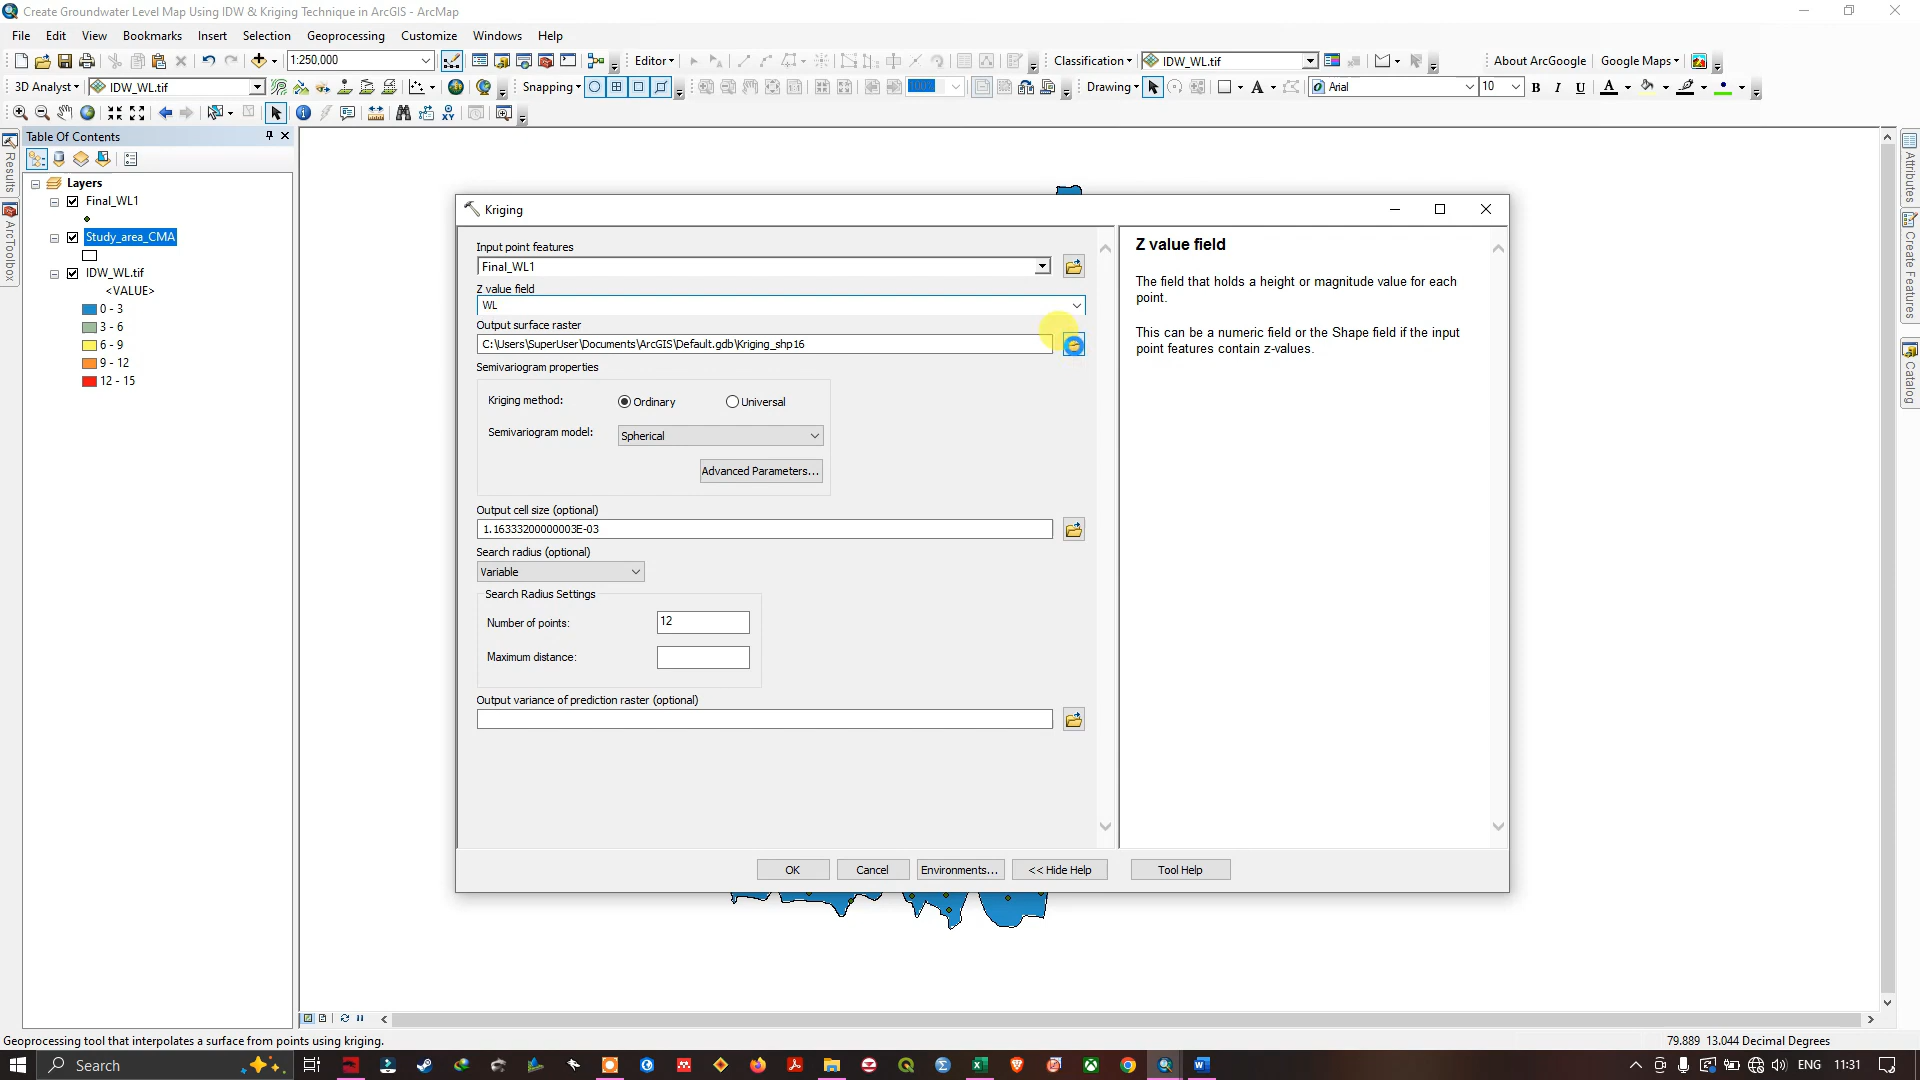 Create Groundwater Level Map Using IDW & Kriging Technique in ArcGIS - ArcMap
File Edit View Bookmarks Insert Selection Geoprocessing Customize Windows Help
1:250,000 Editor Classification IDW_WL.tif About ArcGoogle Google Maps
3D Analyst IDW_WL.tif Snapping Drawing Arial 10 B I U A
Table Of Contents
Results
ArcToolbox
Layers
Final_WL1
Study_area_CMA
IDW_WL.tif
<VALUE>
0 - 3
3 - 6
6 - 9
9 - 12
12 - 15
Kriging
Input point features
Final_WL1
Z value field
WL
Output surface raster
C:\Users\SuperUser\Documents\ArcGIS\Default.gdb\Kriging_shp16
Semivariogram properties
Kriging method: Ordinary Universal
Semivariogram model: Spherical
Advanced Parameters...
Output cell size (optional)
1.16333200000003E-03
Search radius (optional)
Variable
Search Radius Settings
Number of points: 12
Maximum distance:
Output variance of prediction raster (optional)
OK Cancel Environments... << Hide Help Tool Help
Z value field
The field that holds a height or magnitude value for each
point.
This can be a numeric field or the Shape field if the input
point features contain z-values.
Attributes
Create Features
Catalog
Geoprocessing tool that interpolates a surface from points using kriging.
79.889 13.044 Decimal Degrees
Search
ENG 11:31